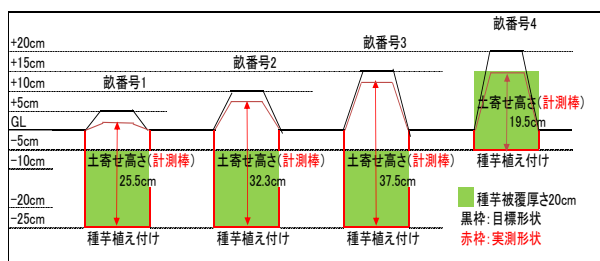 畝番号4
+20cm
畝番号3
+15cm
畝番号2
+10cm
畝番号1
+5cm
土寄せ高さ(計測棒)
19.5cm
GL
-5cm
種芋植え付け
-10cm
土寄せ高さ(計測棒)
25.5cm
土寄せ高さ(計測棒)
32.3cm
土寄せ高さ(計測棒)
37.5cm
種芋被覆厚さ20cm
-20cm
黒枠:目標形状
-25cm
赤枠:実測形状
種芋植え付け
種芋植え付け
種芋植え付け